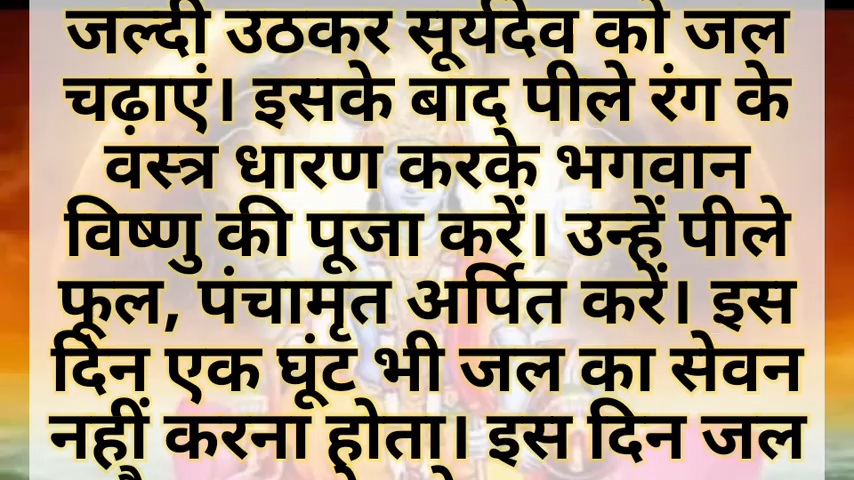 जल्दी उठकर सूर्यदेव को जल
चढ़ाएं। इसके बाद पीले रंग के
वस्त्र धारण करके भगवान
विष्णु की पूजा करें। उन्हें पीले
फूल, पंचामृत अर्पित करें। इस
दिन एक घूंट भी जल का सेवन
नहीं करना होता। इस दिन जल